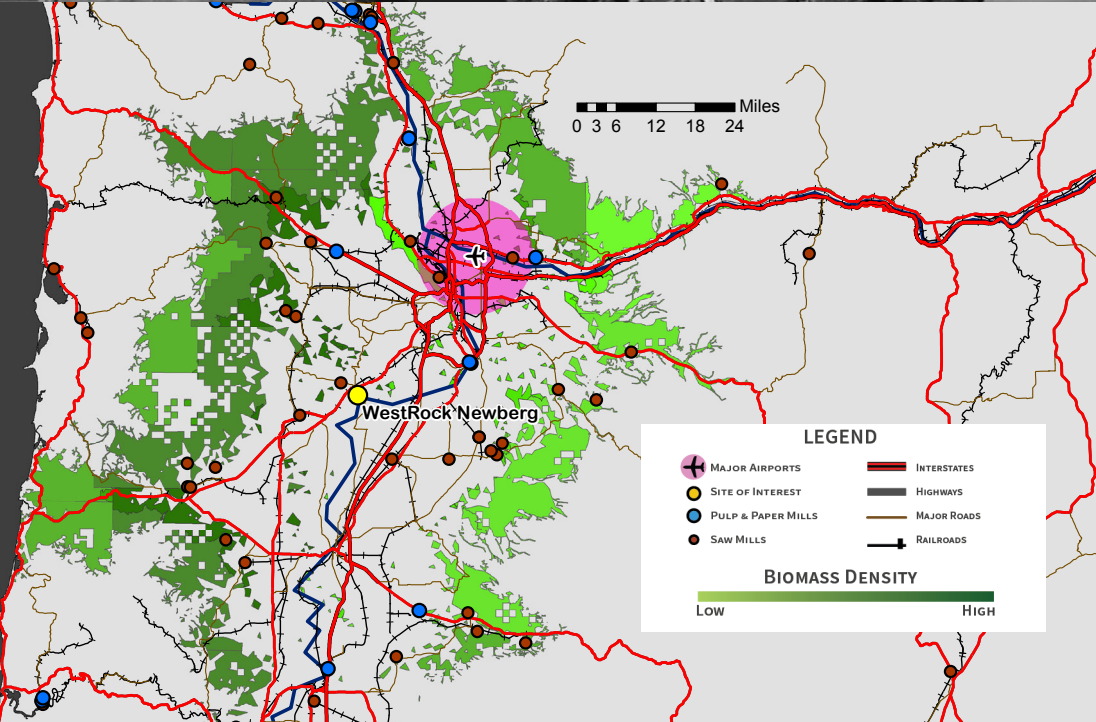 Miles
0 3 6 12 18 24
WestRock Newberg
LEGEND
MAJOR AIRPORTS
INTERSTATES
SITE OF INTEREST
HIGHWAYS
PULP & PAPER MILLS
MAJOR ROADS
SAW MILLS
RAILROADS
BIOMASS DENSITY
LOW HIGH